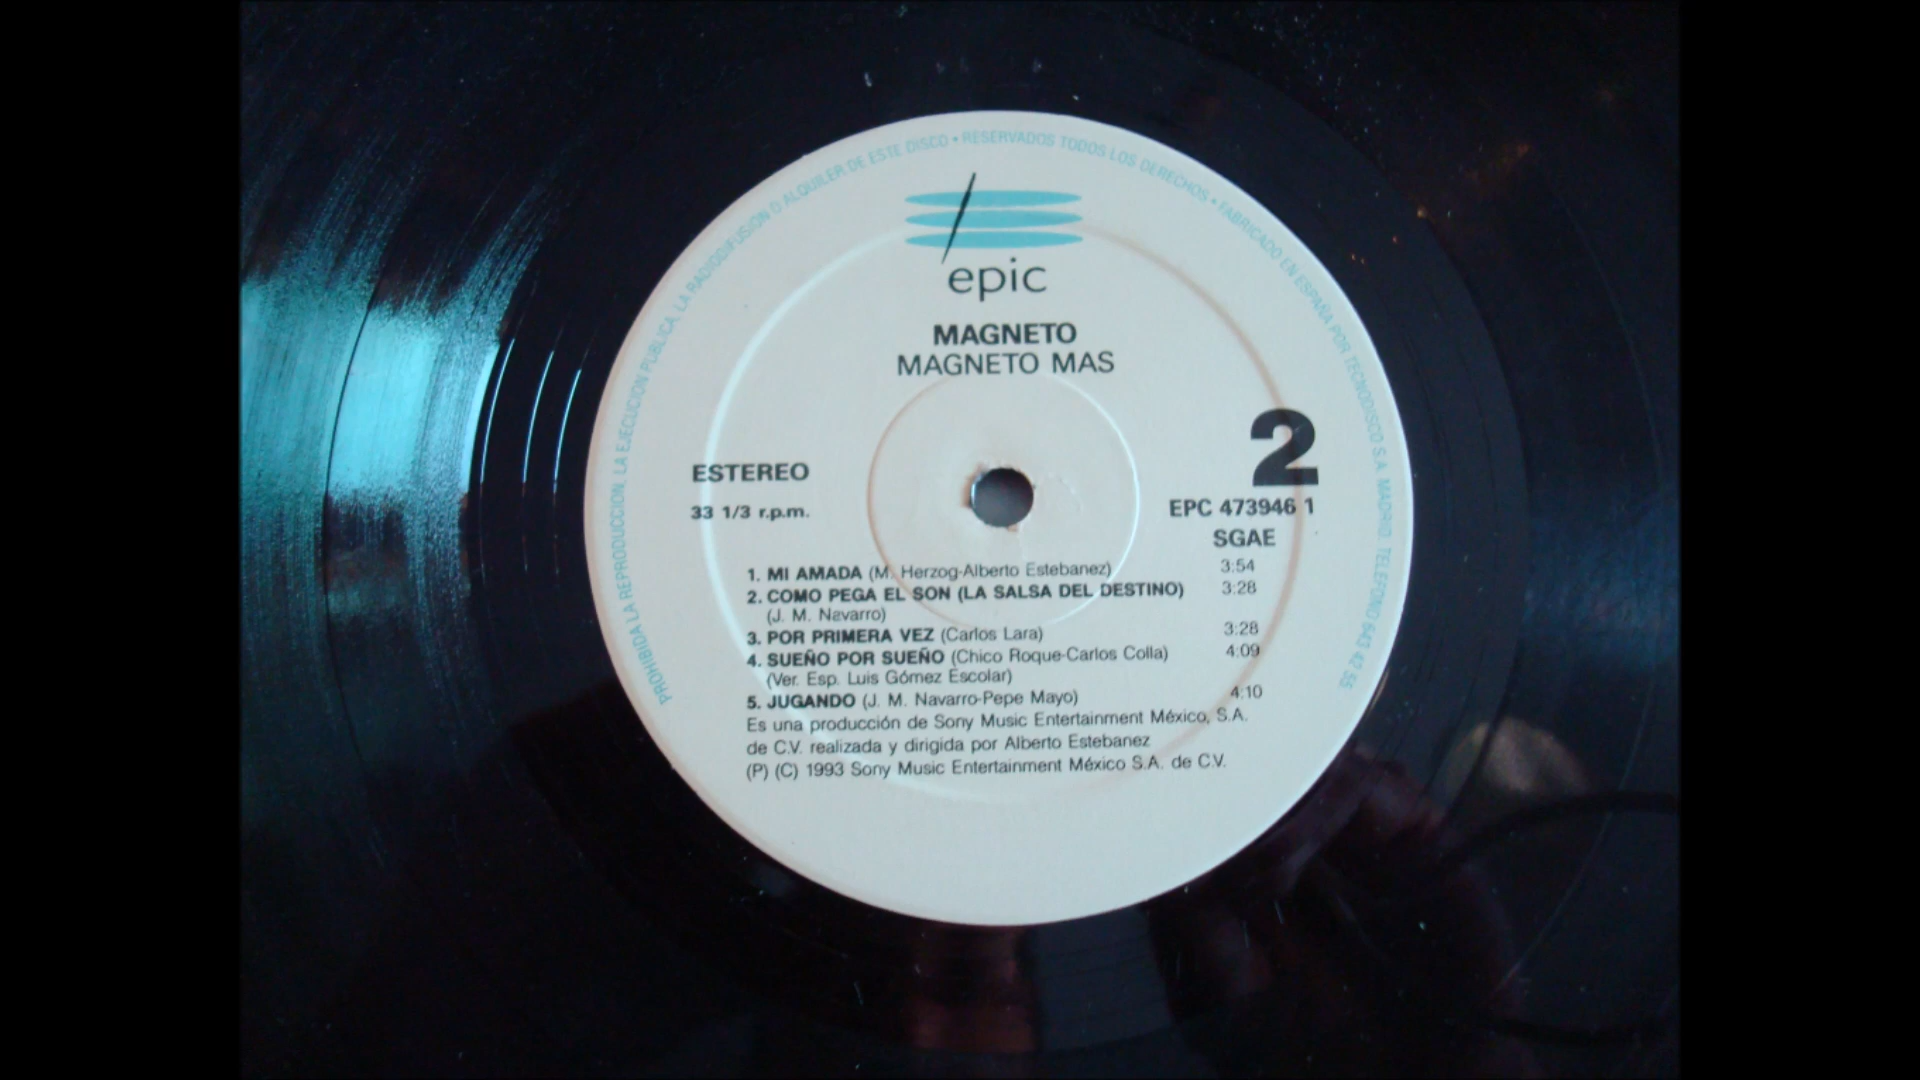 PROHIBIDA LA REPRODUCCION, LA EJECUCION PUBLICA, LA RADIODIFUSION O ALQUILER DE ESTE DISCO • RESERVADOS TODOS LOS DERECHOS • FABRICADO EN ESPAÑA POR TECNODISCO S.A. MADRID. TELEFONO 643 42 55
epic
MAGNETO
MAGNETO MAS
2
ESTEREO
EPC 473946 1
33 1/3 r.p.m.
SGAE
1. MI AMADA (M. Herzog-Alberto Estebanez) 3:54
2. COMO PEGA EL SON (LA SALSA DEL DESTINO) 3:28
(J. M. Navarro)
3. POR PRIMERA VEZ (Carlos Lara) 3:28
4. SUEÑO POR SUEÑO (Chico Roque-Carlos Colla) 4:09
(Ver. Esp. Luis Gómez Escolar)
5. JUGANDO (J. M. Navarro-Pepe Mayo) 4:10
Es una producción de Sony Music Entertainment México, S.A.
de C.V. realizada y dirigida por Alberto Estebanez
(P) (C) 1993 Sony Music Entertainment México S.A. de C.V.